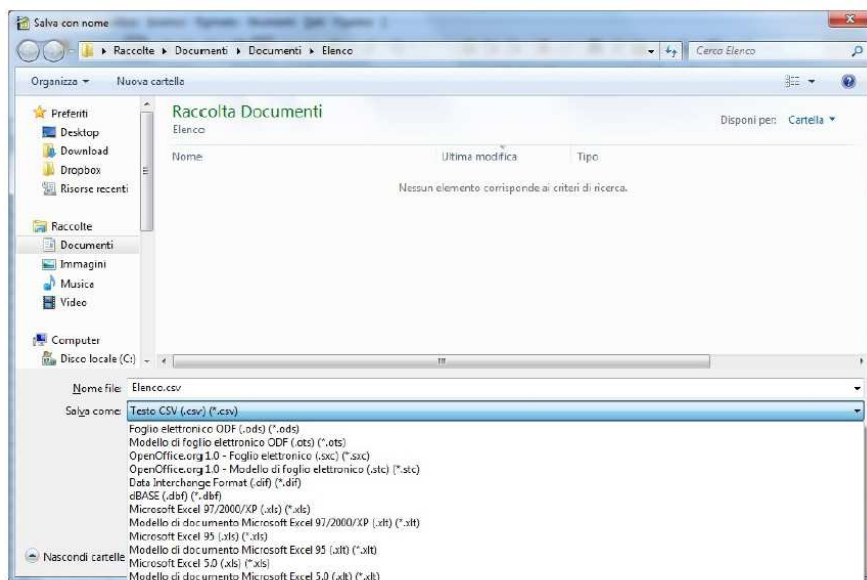 Salva con nome
Raccolte ▸ Documenti ▸ Documenti ▸ Elenco
Cerca Elenco
Organizza
Nuova cartella
Preferiti
Desktop
Download
Dropbox
Risorse recenti
Raccolte
Documenti
Immagini
Musica
Video
Computer
Disco locale (C:)
Raccolta Documenti
Elenco
Disponi per: Cartella
Nome Ultima modifica Tipo
Nessun elemento corrisponde ai criteri di ricerca.
Nome file: Elenco.csv
Salva come: Testo CSV (.csv) (*.csv)
Foglio elettronico ODF (.ods) (*.ods)
Modello di foglio elettronico ODF (.ots) (*.ots)
OpenOffice.org 1.0 - Foglio elettronico (.sxc) (*.sxc)
OpenOffice.org 1.0 - Modello di foglio elettronico (.stc) (*.stc)
Data Interchange Format (.dif) (*.dif)
dBASE (.dbf) (*.dbf)
Microsoft Excel 97/2000/XP (.xls) (*.xls)
Modello di documento Microsoft Excel 97/2000/XP (.xlt) (*.xlt)
Microsoft Excel 95 (.xls) (*.xls)
Modello di documento Microsoft Excel 95 (.xlt) (*.xlt)
Microsoft Excel 5.0 (.xls) (*.xls)
Modello di documento Microsoft Excel 5.0 (.xlt) (*.xlt)
Nascondi cartelle